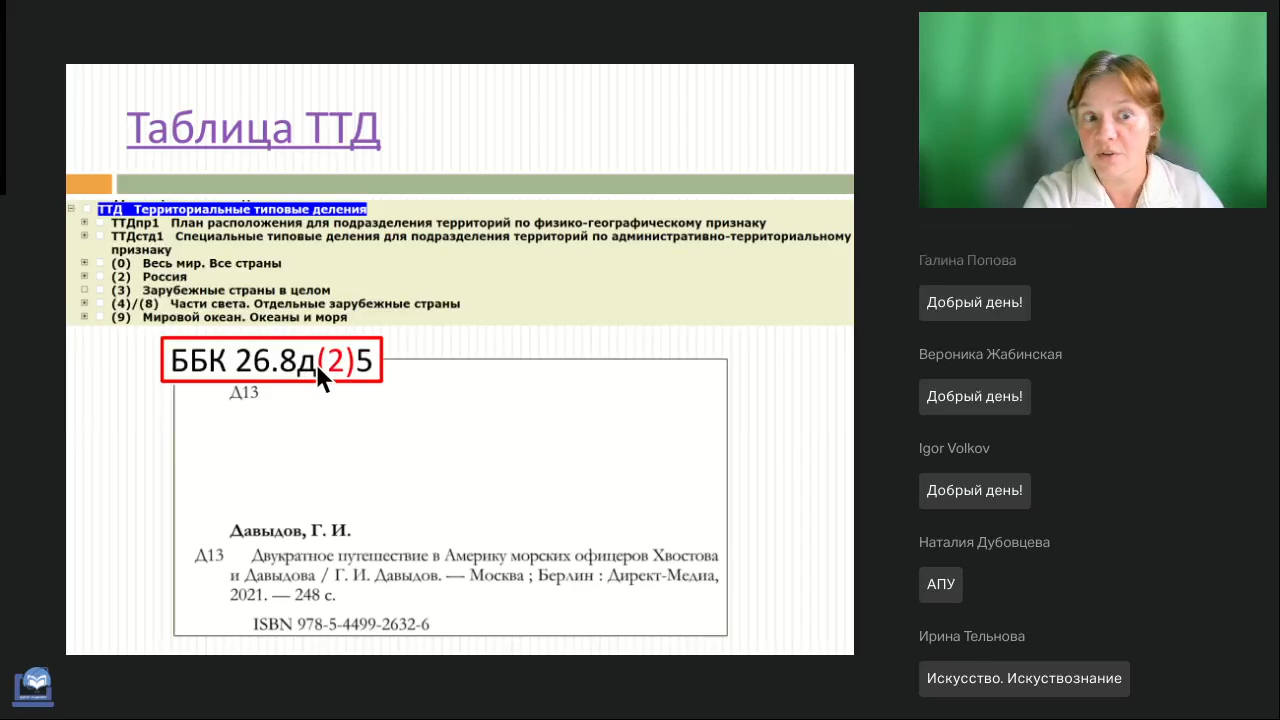 Таблица ТТД
ТТД Территориальные типовые деления
ТТДпр1 План расположения для подразделения территорий по физико-географическому признаку
ТТДстд1 Специальные типовые деления для подразделения территорий по административно-территориальному
признаку
(0) Весь мир. Все страны
(2) Россия
(3) Зарубежные страны в целом
(4)/(8) Части света. Отдельные зарубежные страны
(9) Мировой океан. Океаны и моря
ББК 26.8д(2)5
Д13
Давыдов, Г. И.
Д13 Двукратное путешествие в Америку морских офицеров Хвостова
и Давыдова / Г. И. Давыдов. — Москва ; Берлин : Директ-Медиа,
2021. — 248 с.
ISBN 978-5-4499-2632-6
Галина Попова
Добрый день!
Вероника Жабинская
Добрый день!
Igor Volkov
Добрый день!
Наталия Дубовцева
АПУ
Ирина Тельнова
Искусство. Искуствознание